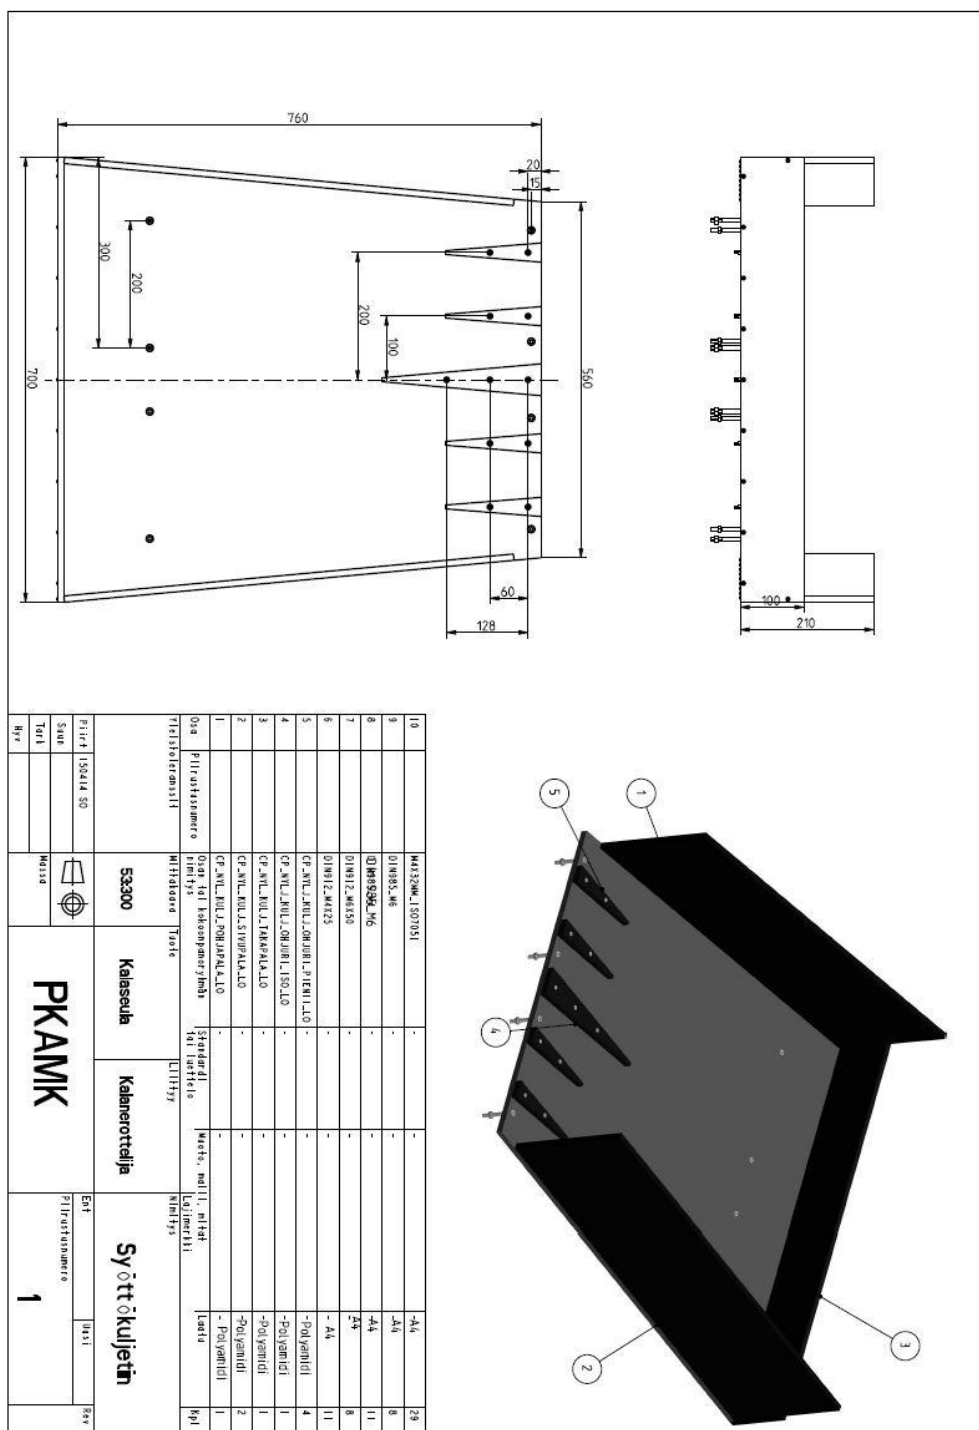 760
20
15
300
200
200
100
700
560
60
128
100
210
1
2
3
4
5
10 M4X32MM_ISO7051 - - -A4 29
9 DIN985_M6 - - -A4 8
8 - - -A4 11
7 DIN912_M6X50 - - -A4 8
6 DIN912_M4X25 - - - A4 11
5 CP_NYL_KULJ_OHJURI_PIENI_LO - - -Polyamidi 4
4 CP_NYL_KULJ_OHJURI_ISO_LO - - -Polyamidi 1
3 CP_NYL_KULJ_TAKAPALA_LO - - -Polyamidi 1
2 CP_NYL_KULJ_SIVUPALA_LO - - -Polyamidi 2
1 CP_NYL_KULJ_POHJAPALA_LO - - - Polyamidi 1
Osa Piirustusnumero Osan tai kokoonpanoryhmän nimitys Standardi tai luettelo Muoto, malli, mitat Lajimerkki Laatu Kpl
Yleistoleranssit Mittakaava Tuote Liittyy Nimitys
53:300 Kalaseula Kalanerottelija Syöttökuljetin
Piirt 150414 SO
Suun
Tark
Hyv
Massa
PKAMK
Ent Uusi Rev
Piirustusnumero
1